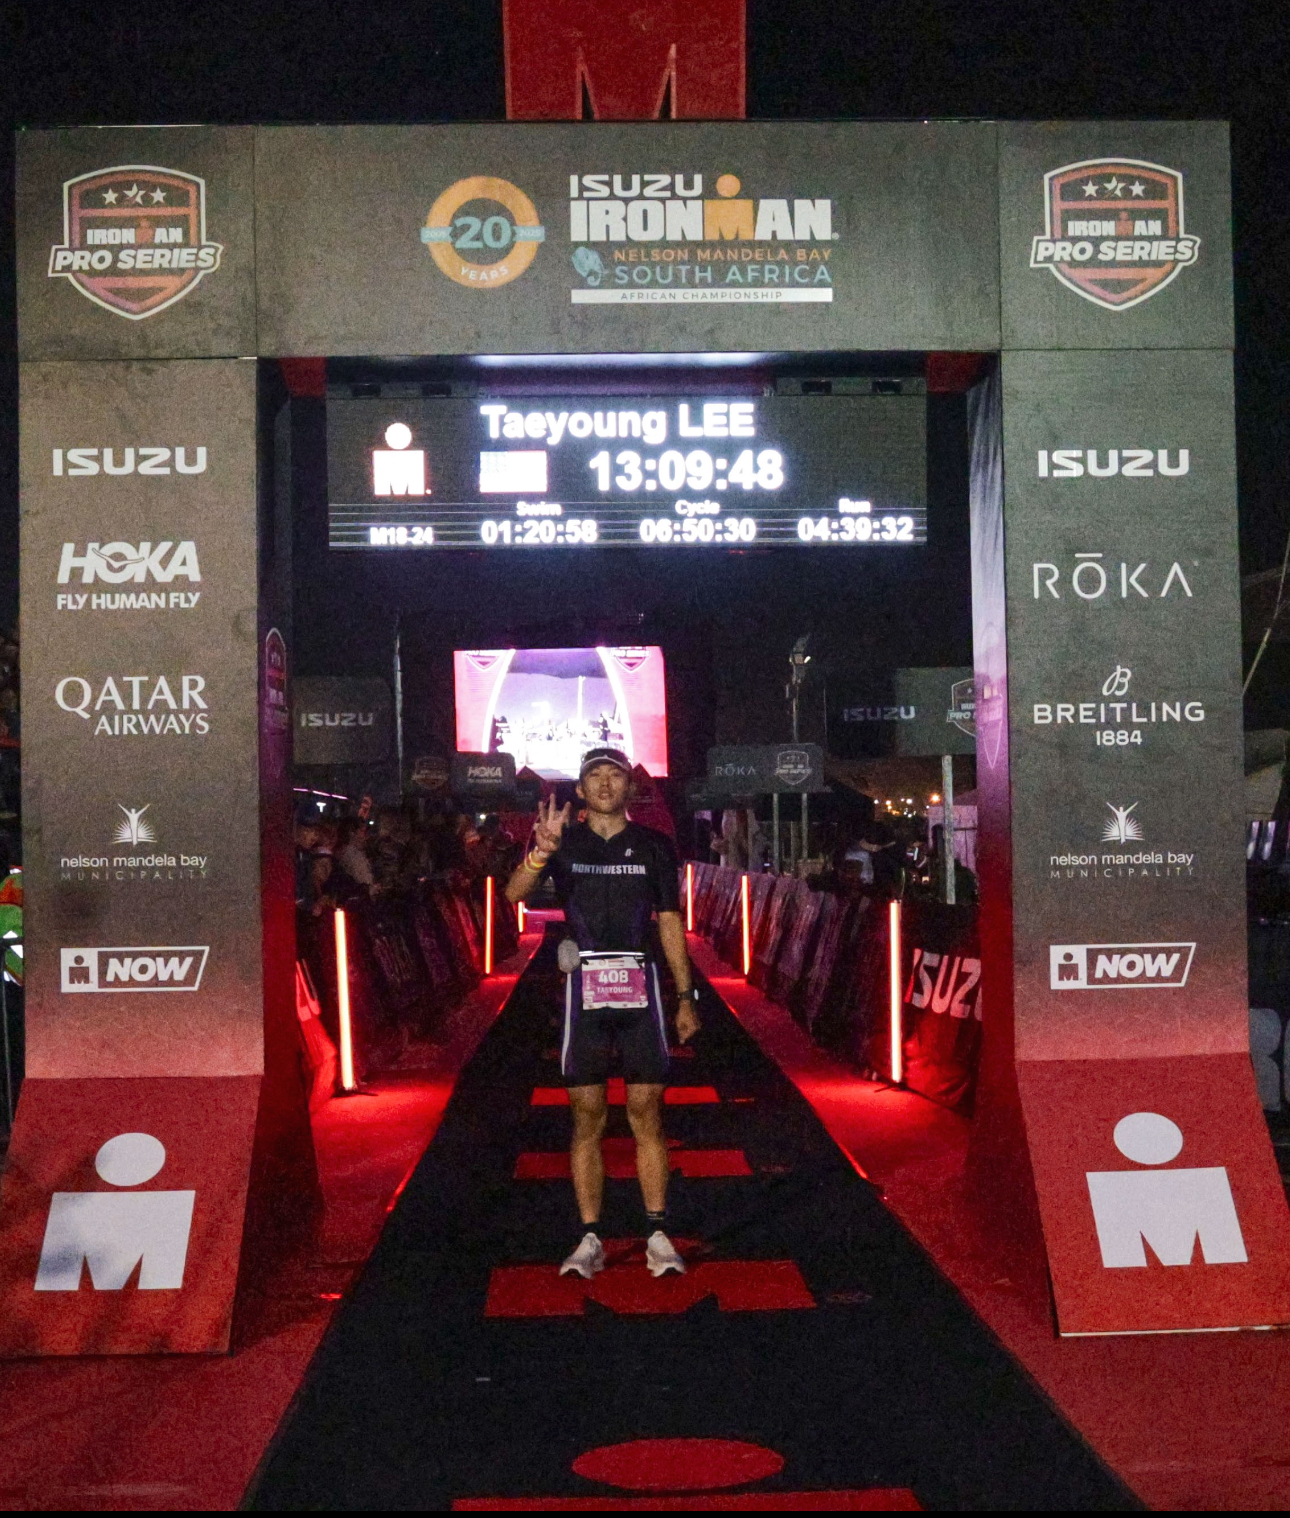 IRONMAN
PRO SERIES
20
YEARS
ISUZU
IRONMAN
NELSON MANDELA BAY
SOUTH AFRICA
AFRICAN CHAMPIONSHIP
IRONMAN
PRO SERIES
Taeyoung LEE
13:09:48
Swim Cycle Run
M18-24 01:20:58 06:50:30 04:39:32
ISUZU
HOKA
FLY HUMAN FLY
QATAR
AIRWAYS
nelson mandela bay
MUNICIPALITY
NOW
ISUZU
RŌKA
BREITLING
1884
nelson mandela bay
MUNICIPALITY
NOW
ISUZU
HOKA
RŌKA
ISUZU
NORTHWESTERN
408
TAEYOUNG
ISUZU